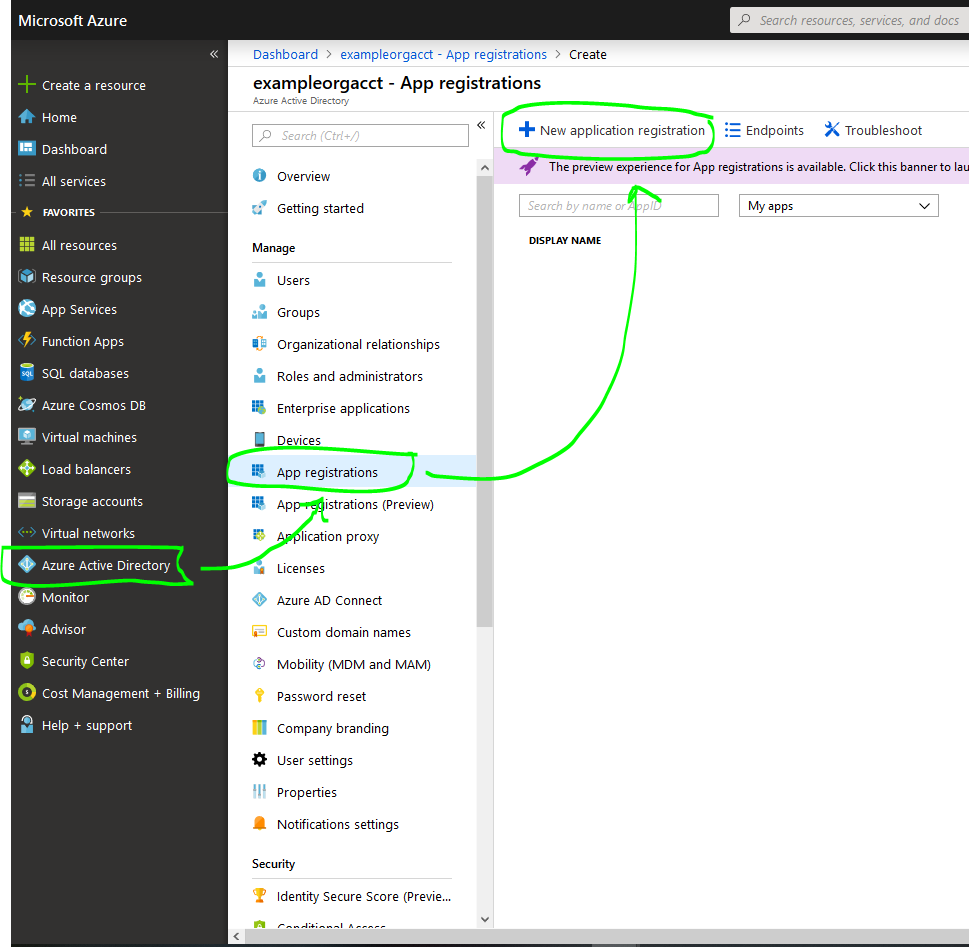 Microsoft Azure
Search resources, services, and docs
Create a resource
Home
Dashboard
All services
FAVORITES
All resources
Resource groups
App Services
Function Apps
SQL databases
Azure Cosmos DB
Virtual machines
Load balancers
Storage accounts
Virtual networks
Azure Active Directory
Monitor
Advisor
Security Center
Cost Management + Billing
Help + support
Dashboard > exampleorgacct - App registrations > Create
exampleorgacct - App registrations
Azure Active Directory
Search (Ctrl+/)
Overview
Getting started
Manage
Users
Groups
Organizational relationships
Roles and administrators
Enterprise applications
Devices
App registrations
App registrations (Preview)
Application proxy
Licenses
Azure AD Connect
Custom domain names
Mobility (MDM and MAM)
Password reset
Company branding
User settings
Properties
Notifications settings
Security
Identity Secure Score (Previe...
Conditional Access
New application registration
Endpoints
Troubleshoot
The preview experience for App registrations is available. Click this banner to lau
Search by name or AppID
My apps
DISPLAY NAME